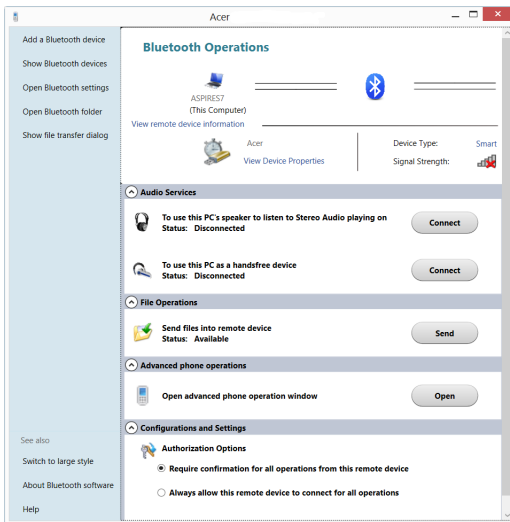 Acer
Add a Bluetooth device
Show Bluetooth devices
Open Bluetooth settings
Open Bluetooth folder
Show file transfer dialog
See also
Switch to large style
About Bluetooth software
Help
Bluetooth Operations
ASPIRES7
(This Computer)
View remote device information
Acer
View Device Properties
Device Type: Smart
Signal Strength:
Audio Services
To use this PC's speaker to listen to Stereo Audio playing on
Status: Disconnected
Connect
To use this PC as a handsfree device
Status: Disconnected
Connect
File Operations
Send files into remote device
Status: Available
Send
Advanced phone operations
Open advanced phone operation window
Open
Configurations and Settings
Authorization Options
Require confirmation for all operations from this remote device
Always allow this remote device to connect for all operations